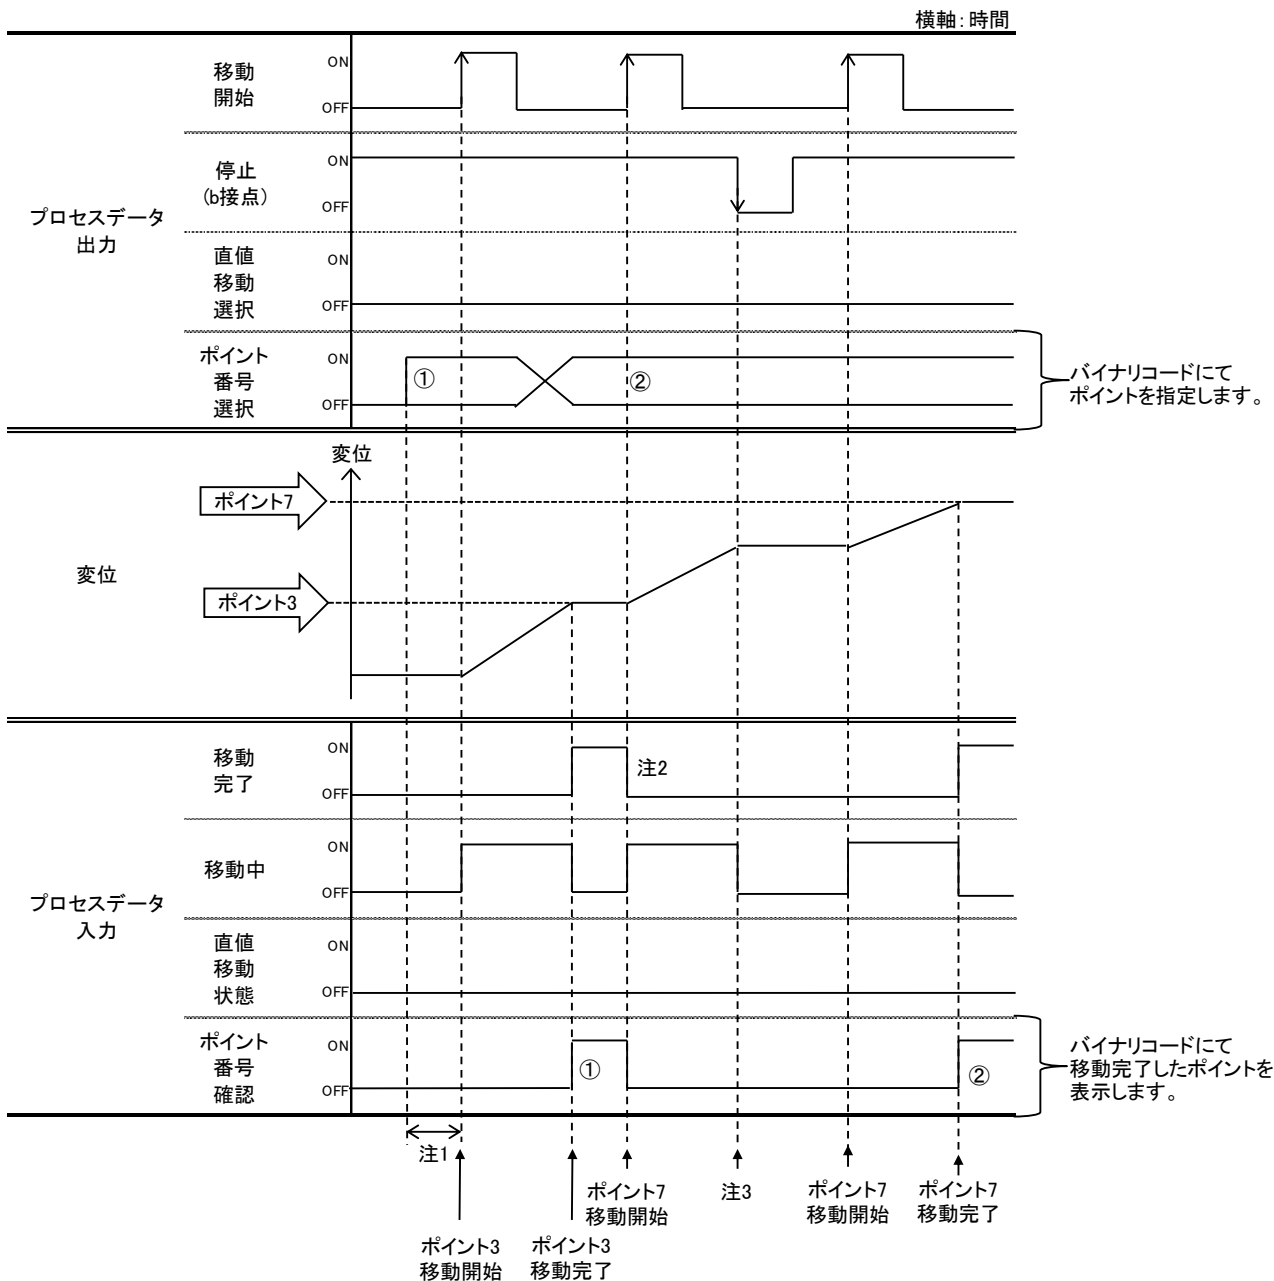 横軸：時間
プロセスデータ
出力
移動
開始
ON
OFF
停止
(b接点)
ON
OFF
直値
移動
選択
ON
OFF
ポイント
番号
選択
ON
OFF
①
②
バイナリコードにて
ポイントを指定します。
変位
変位
ポイント7
ポイント3
プロセスデータ
入力
移動
完了
ON
OFF
注2
移動中
ON
OFF
直値
移動
状態
ON
OFF
ポイント
番号
確認
ON
OFF
①
②
バイナリコードにて
移動完了したポイントを
表示します。
注1
ポイント3
移動開始
ポイント3
移動完了
ポイント7
移動開始
注3
ポイント7
移動開始
ポイント7
移動完了